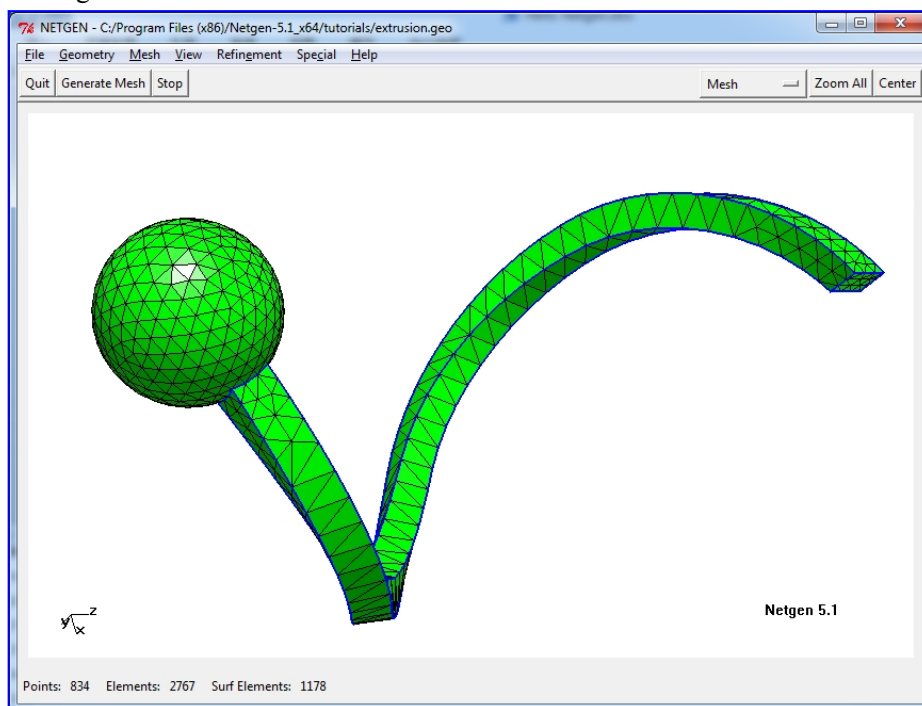 NETGEN - C:/Program Files (x86)/Netgen-5.1_x64/tutorials/extrusion.geo
File Geometry Mesh View Refinement Special Help
Quit Generate Mesh Stop Mesh Zoom All Center
z
y
x
Netgen 5.1
Points: 834 Elements: 2767 Surf Elements: 1178